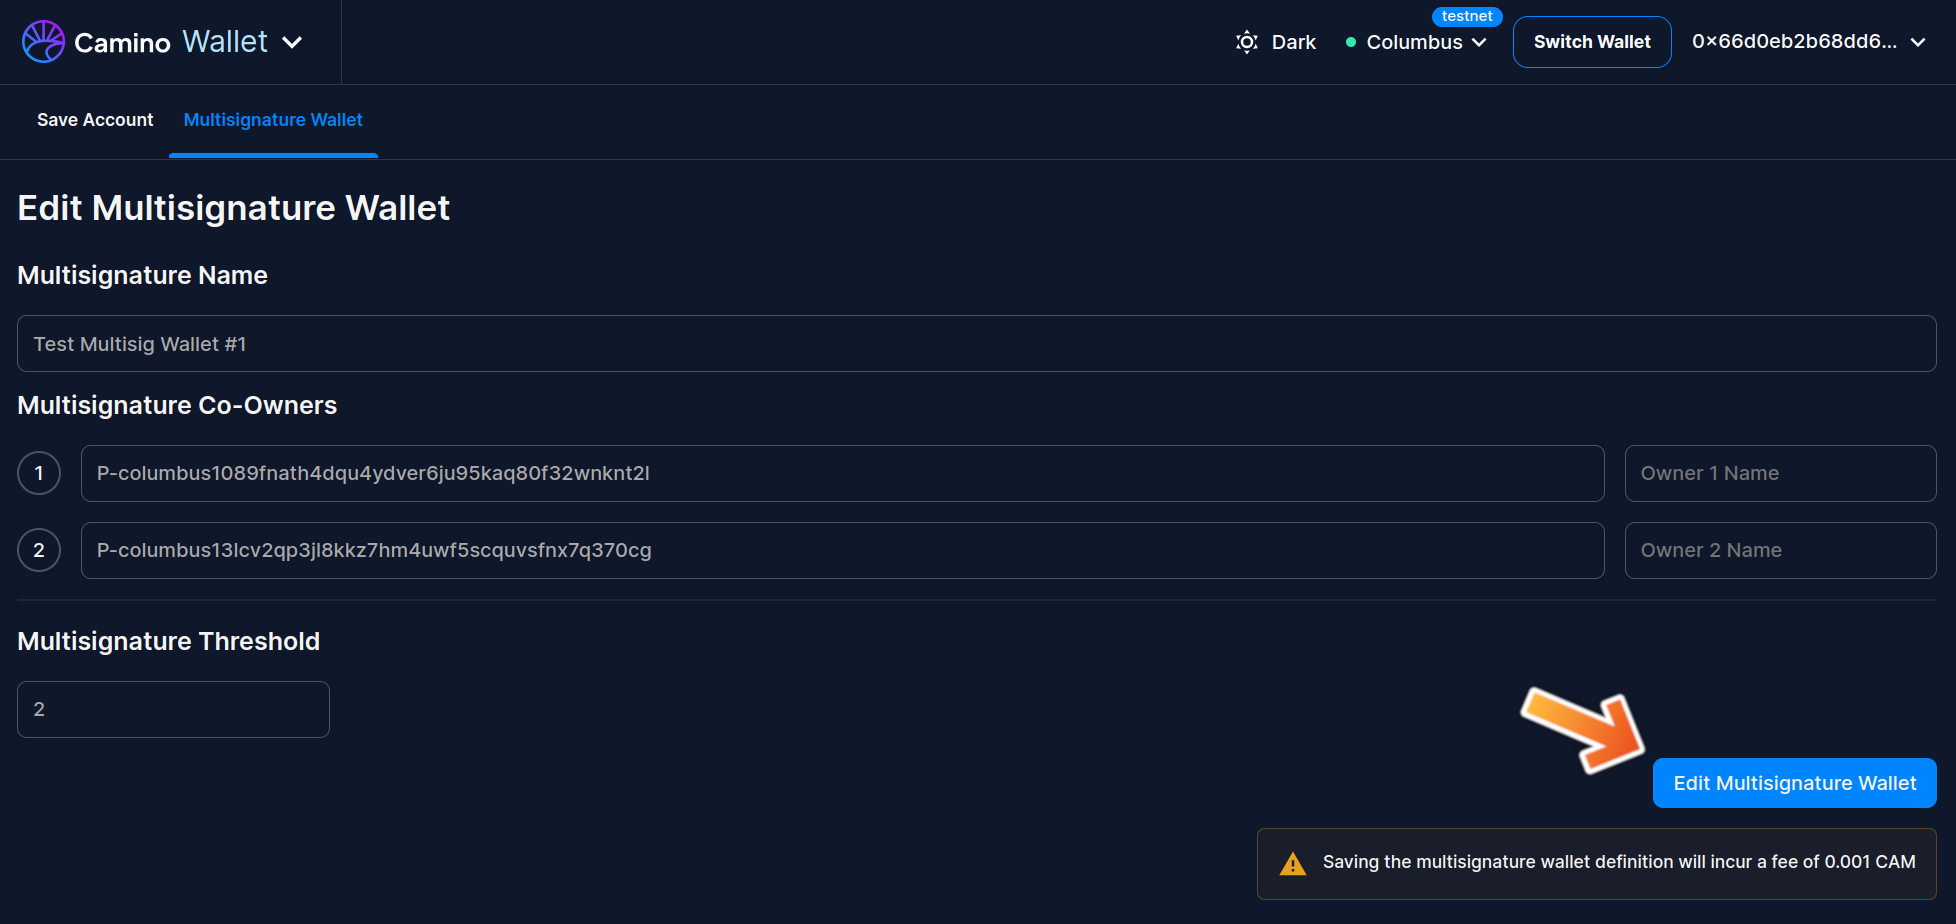 Camino Wallet
Dark
Columbus
testnet
Switch Wallet
0x66d0eb2b68dd6...
Save Account
Multisignature Wallet
Edit Multisignature Wallet
Multisignature Name
Test Multisig Wallet #1
Multisignature Co-Owners
1
P-columbus1089fnath4dqu4ydver6ju95kaq80f32wnknt2l
Owner 1 Name
2
P-columbus13lcv2qp3jl8kkz7hm4uwf5scquvsfnx7q370cg
Owner 2 Name
Multisignature Threshold
2
Edit Multisignature Wallet
Saving the multisignature wallet definition will incur a fee of 0.001 CAM